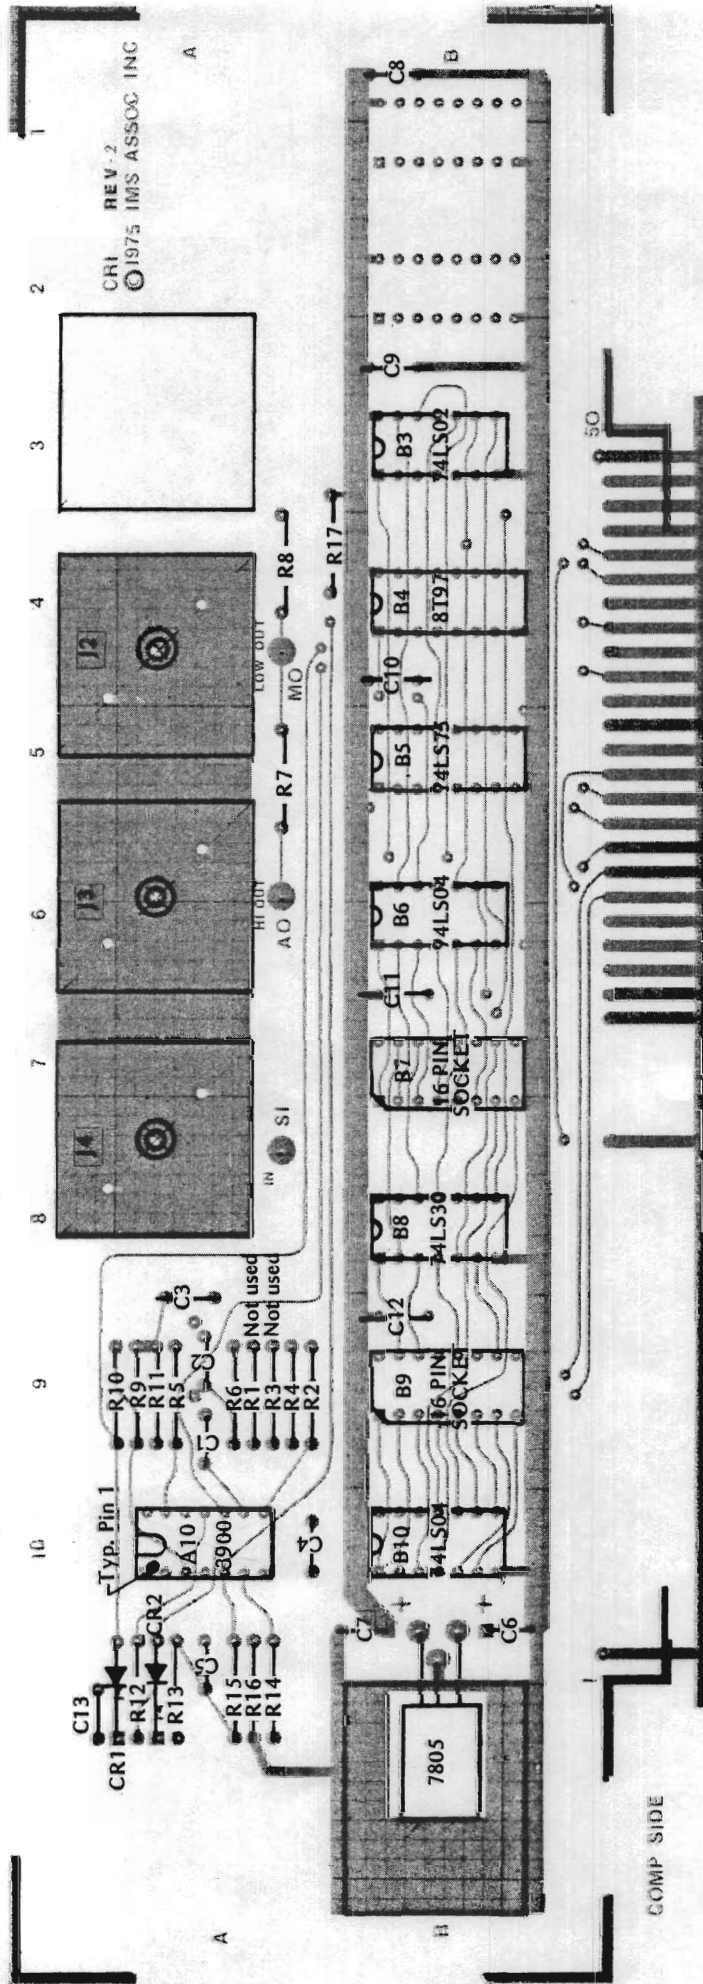 A
B
1
2
3
4
5
6
7
8
9
10
CRI REV-2
©1975 IMS ASSOC INC
C8
C9
B3
74LS02
R8
R17
J2
LOW OUT
MO
B4
8T97
C10
R7
B5
74LS75
J3
HI OUT
AO
B6
74LS04
C11
B7
16 PIN
SOCKET
J4
IN
SI
B8
74LS30
C12
C3
C2
C1
R10
R9
R11
R5
R6
R1 Not used
R3 Not used
R4
R2
B9
16 PIN
SOCKET
Typ. Pin 1
A10
3900
C4
B10
74LS04
C7
+
+
C6
C13
CR1
R12
CR2
R13
R15
R16
R14
7805
50
1
A
B
COMP SIDE